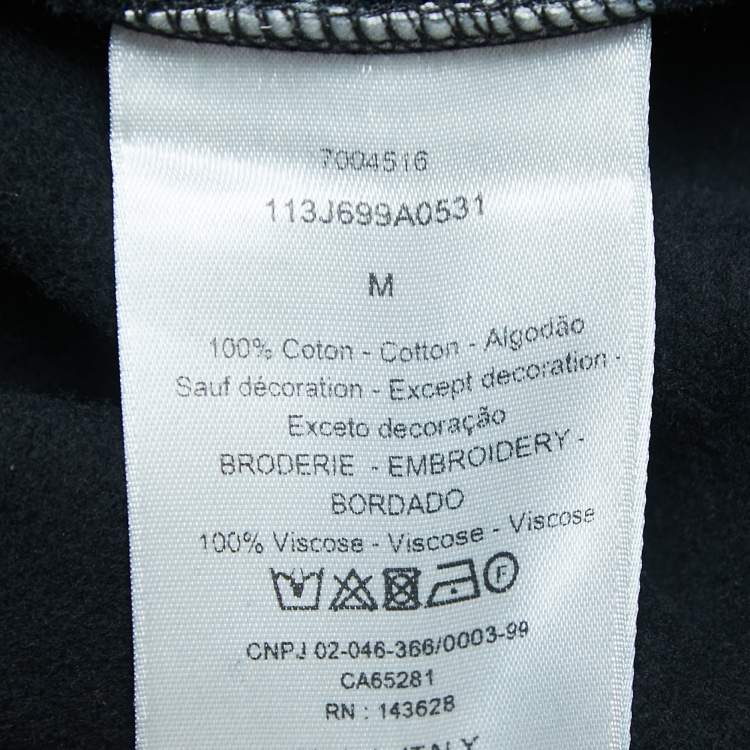 7004516
113J699A0531
M
100% Coton - Cotton - Algodão
Sauf décoration - Except decoration -
Exceto decoração
BRODERIE - EMBROIDERY -
BORDADO
100% Viscose - Viscose - Viscose
F
CNPJ 02-046-366/0003-99
CA65281
RN : 143628
ITALY